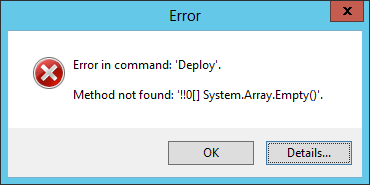 Error
x
Error in command: 'Deploy'.
Method not found: '!!0[] System.Array.Empty()'.
OK
Details...